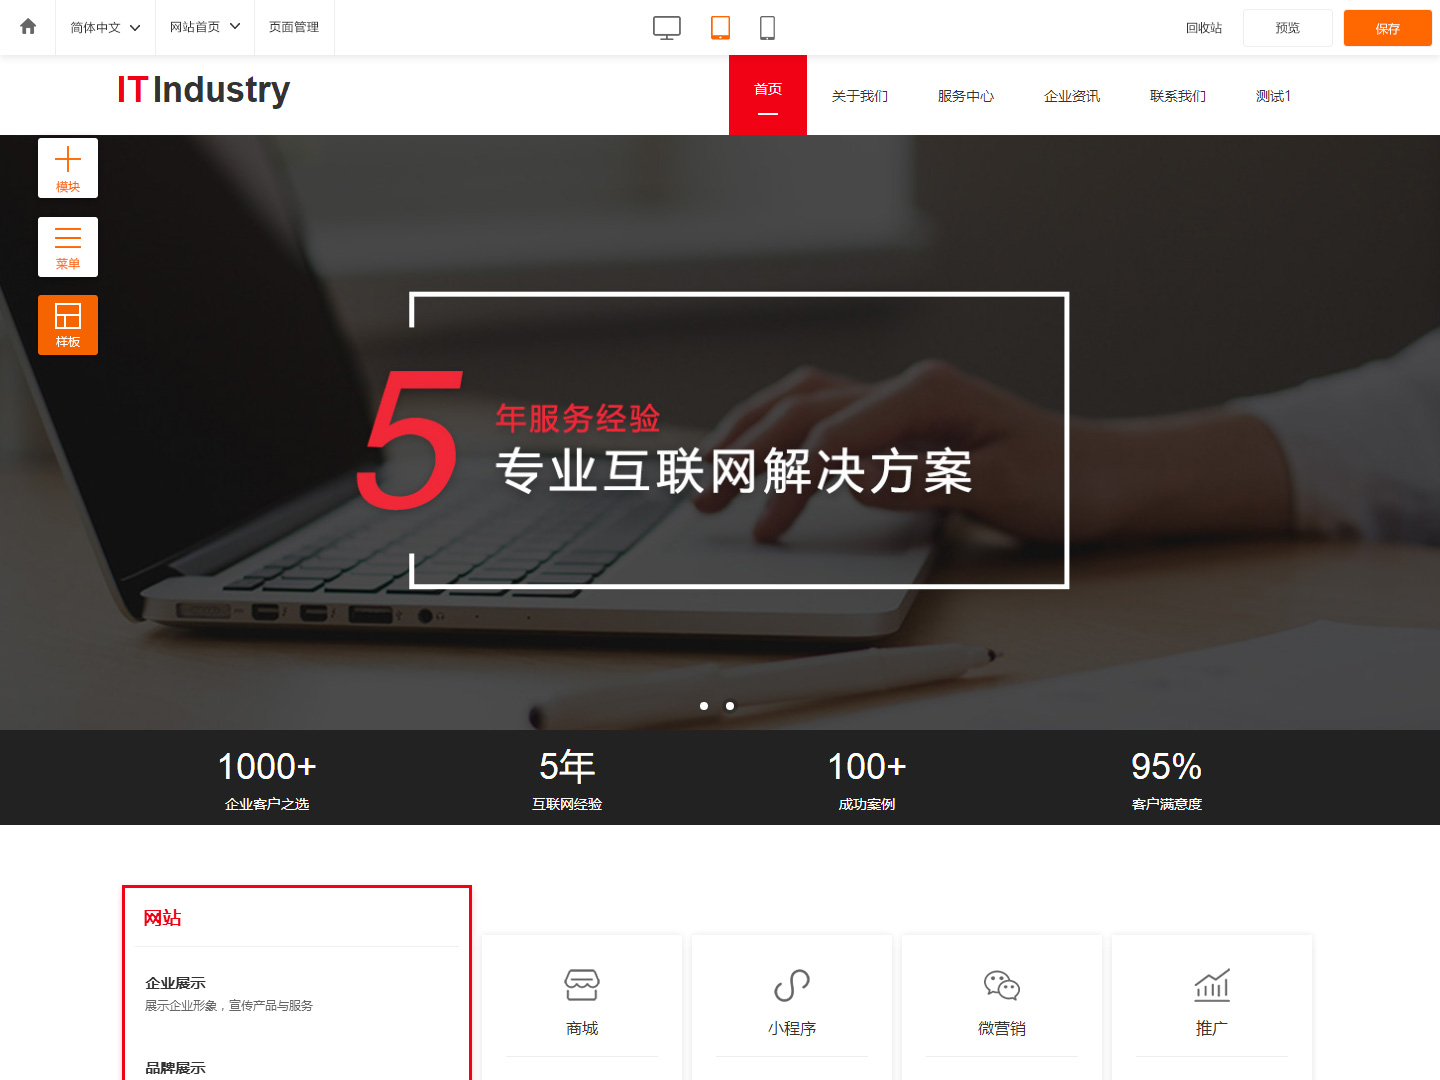 简体中文
网站首页
页面管理
回收站
预览
保存
IT Industry
首页
关于我们
服务中心
企业资讯
联系我们
测试1
模块
菜单
样板
5
年服务经验
专业互联网解决方案
1000+
企业客户之选
5年
互联网经验
100+
成功案例
95%
客户满意度
网站
企业展示
展示企业形象，宣传产品与服务
品牌展示
商城
小程序
微营销
推广